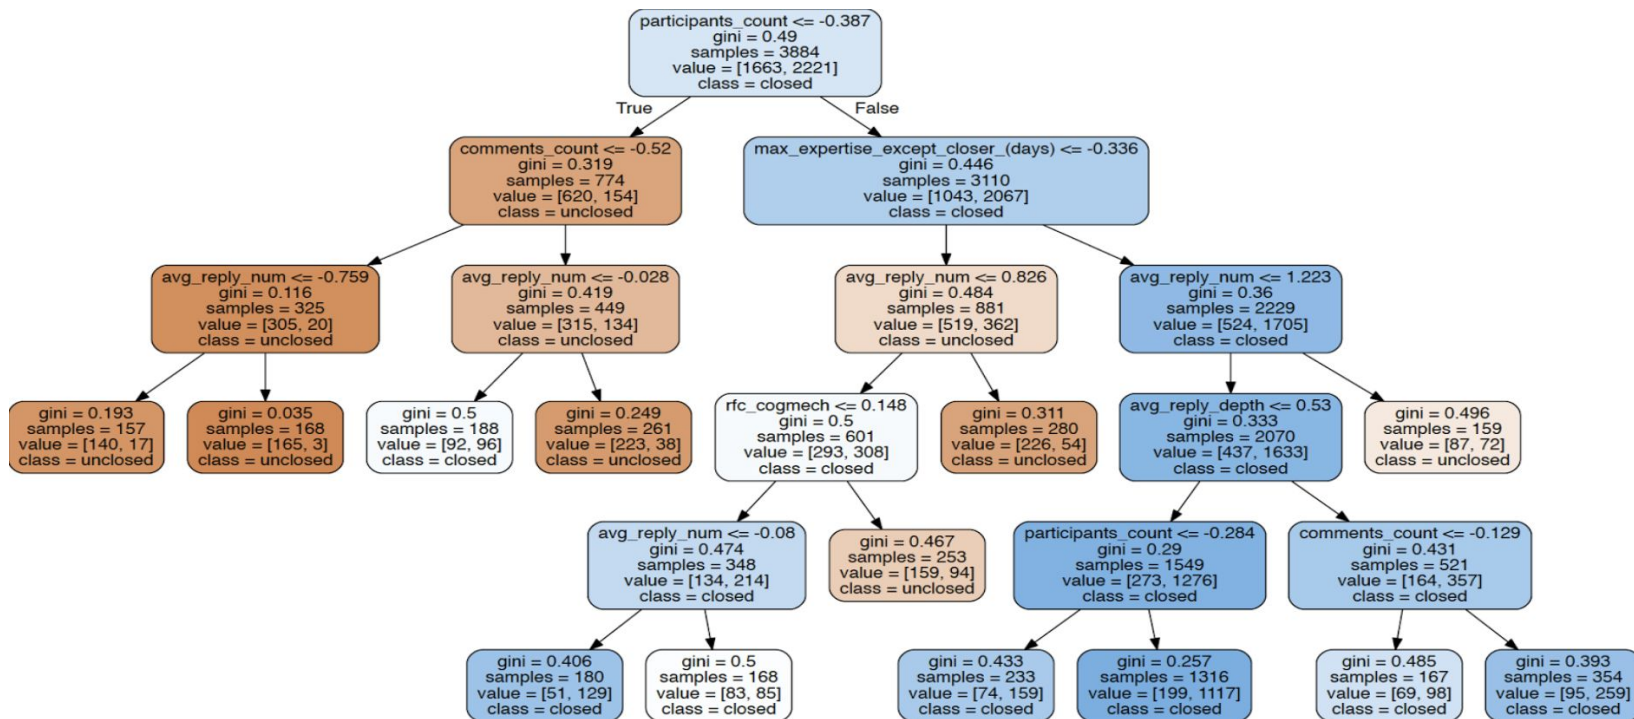 participants_count <= -0.387
gini = 0.49
samples = 3884
value = [1663, 2221]
class = closed
True
False
comments_count <= -0.52
gini = 0.319
samples = 774
value = [620, 154]
class = unclosed
max_expertise_except_closer_(days) <= -0.336
gini = 0.446
samples = 3110
value = [1043, 2067]
class = closed
avg_reply_num <= -0.759
gini = 0.116
samples = 325
value = [305, 20]
class = unclosed
avg_reply_num <= -0.028
gini = 0.419
samples = 449
value = [315, 134]
class = unclosed
avg_reply_num <= 0.826
gini = 0.484
samples = 881
value = [519, 362]
class = unclosed
avg_reply_num <= 1.223
gini = 0.36
samples = 2229
value = [524, 1705]
class = closed
gini = 0.193
samples = 157
value = [140, 17]
class = unclosed
gini = 0.035
samples = 168
value = [165, 3]
class = unclosed
gini = 0.5
samples = 188
value = [92, 96]
class = closed
gini = 0.249
samples = 261
value = [223, 38]
class = unclosed
rfc_cogmech <= 0.148
gini = 0.5
samples = 601
value = [293, 308]
class = closed
gini = 0.311
samples = 280
value = [226, 54]
class = unclosed
avg_reply_depth <= 0.53
gini = 0.333
samples = 2070
value = [437, 1633]
class = closed
gini = 0.496
samples = 159
value = [87, 72]
class = unclosed
avg_reply_num <= -0.08
gini = 0.474
samples = 348
value = [134, 214]
class = closed
gini = 0.467
samples = 253
value = [159, 94]
class = unclosed
participants_count <= -0.284
gini = 0.29
samples = 1549
value = [273, 1276]
class = closed
comments_count <= -0.129
gini = 0.431
samples = 521
value = [164, 357]
class = closed
gini = 0.406
samples = 180
value = [51, 129]
class = closed
gini = 0.5
samples = 168
value = [83, 85]
class = closed
gini = 0.433
samples = 233
value = [74, 159]
class = closed
gini = 0.257
samples = 1316
value = [199, 1117]
class = closed
gini = 0.485
samples = 167
value = [69, 98]
class = closed
gini = 0.393
samples = 354
value = [95, 259]
class = closed